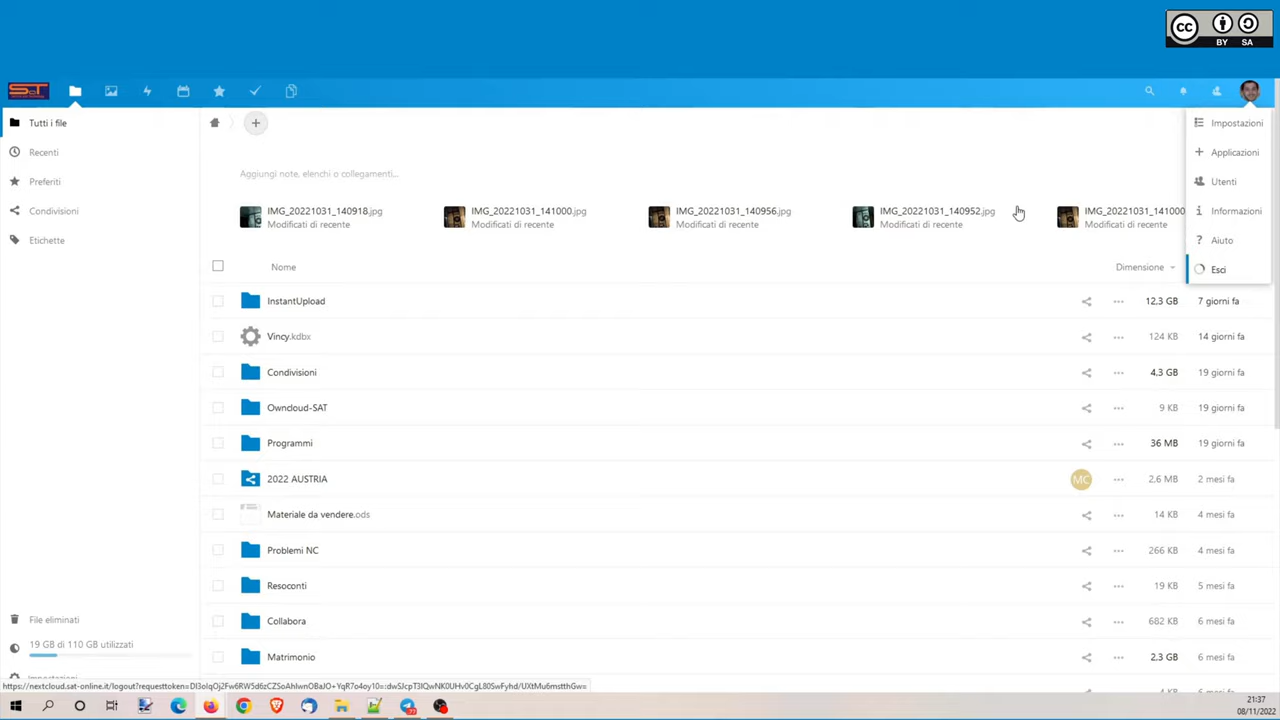 CC
BY SA
SaT
Tutti i file
Recenti
Preferiti
Condivisioni
Etichette
Aggiungi note, elenchi o collegamenti...
IMG_20221031_140918.jpg
Modificati di recente
IMG_20221031_141000.jpg
Modificati di recente
IMG_20221031_140956.jpg
Modificati di recente
IMG_20221031_140952.jpg
Modificati di recente
IMG_20221031_141000
Modificati di recente
Impostazioni
Applicazioni
Utenti
Informazioni
Aiuto
Esci
Nome Dimensione
InstantUpload 12,3 GB 7 giorni fa
Vincy.kdbx 124 KB 14 giorni fa
Condivisioni 4,3 GB 19 giorni fa
Owncloud-SAT 9 KB 19 giorni fa
Programmi 36 MB 19 giorni fa
2022 AUSTRIA MC 2,6 MB 2 mesi fa
Materiale da vendere.ods 14 KB 4 mesi fa
Problemi NC 266 KB 4 mesi fa
Resoconti 19 KB 5 mesi fa
Collabora 682 KB 6 mesi fa
Matrimonio 2,3 GB 6 mesi fa
File eliminati
19 GB di 110 GB utilizzati
Impostazioni
21:37
08/11/2022